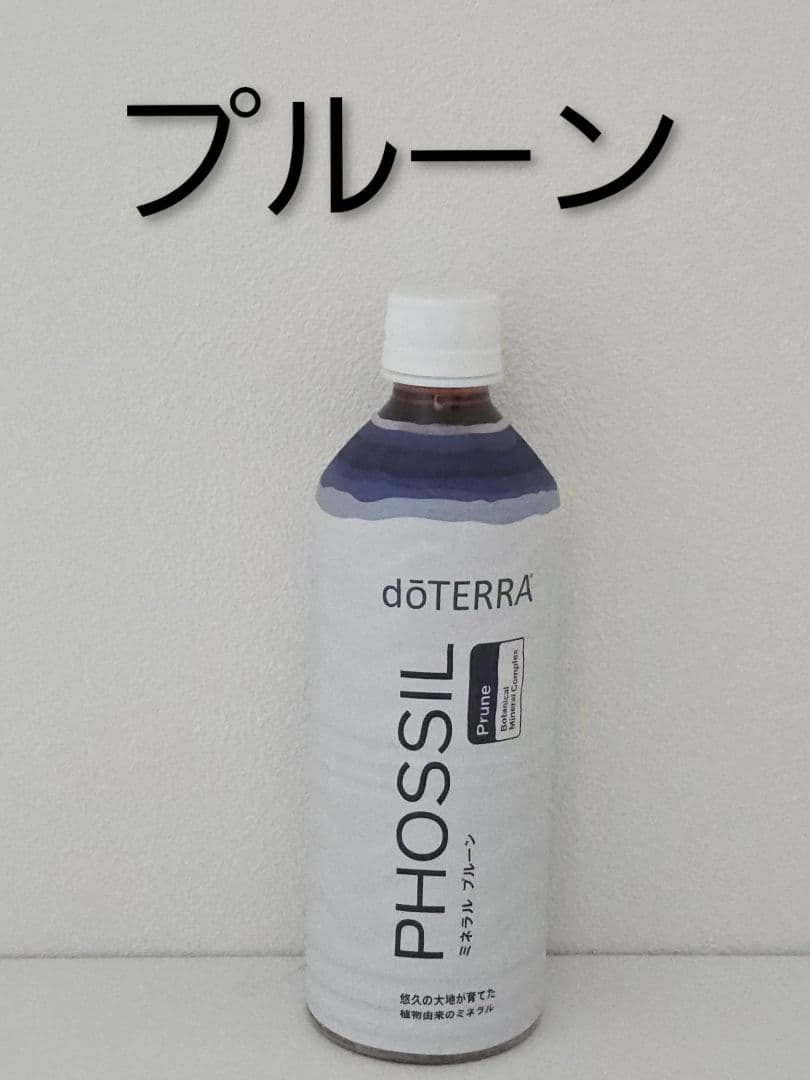 プルーン
dōTERRA®
PHOSSIL
Prune
Botanical
Mineral Complex
ミネラル プルーン
悠久の大地が育てた
植物由来のミネラル